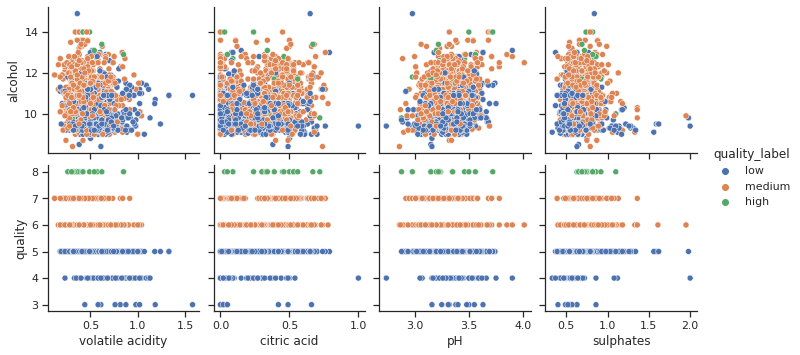 14
12
10
alcohol
8
7
6
5
4
3
quality
0.5 1.0 1.5
volatile acidity
0.0 0.5 1.0
citric acid
3.0 3.5 4.0
pH
0.5 1.0 1.5 2.0
sulphates
quality_label
low
medium
high